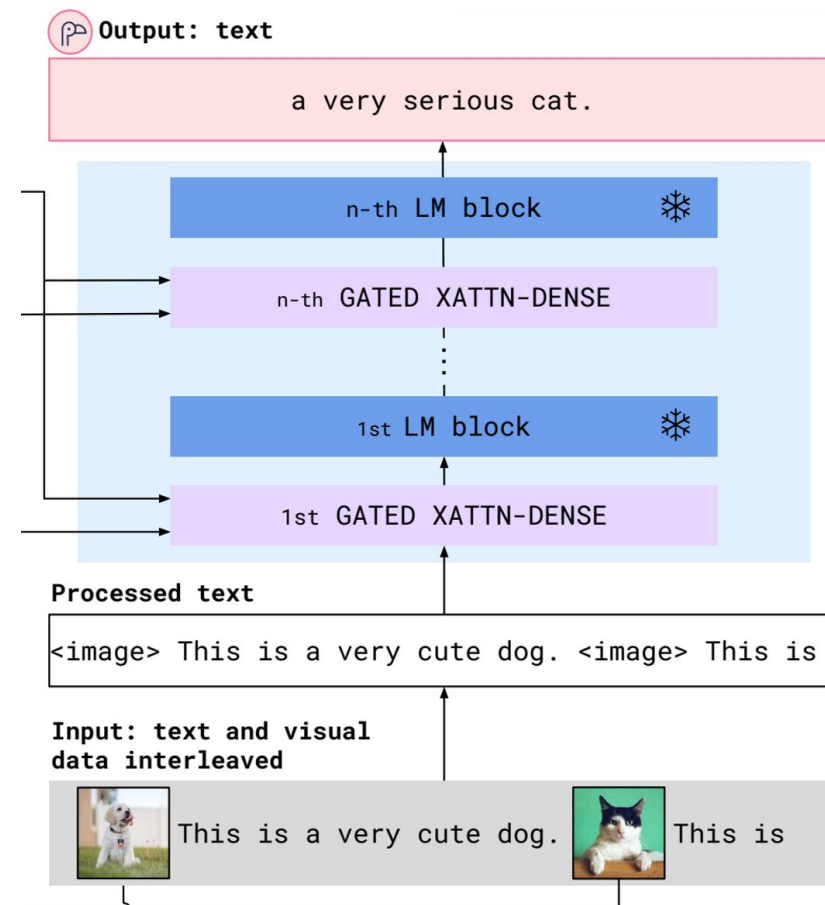 Output: text
a very serious cat.
n-th LM block
n-th GATED XATTN-DENSE
1st LM block
1st GATED XATTN-DENSE
Processed text
<image> This is a very cute dog. <image> This is
Input: text and visual
data interleaved
This is a very cute dog. This is